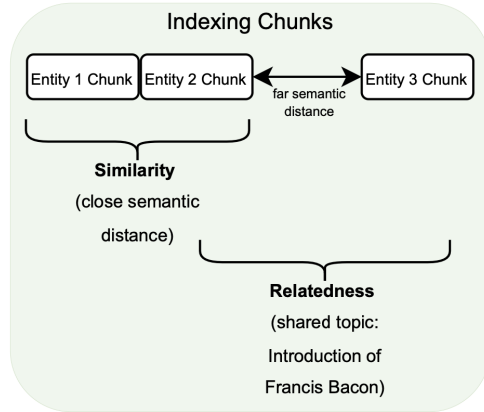 Indexing Chunks
Entity 1 Chunk Entity 2 Chunk Entity 3 Chunk
far semantic
distance
Similarity
(close semantic
distance)
Relatedness
(shared topic:
Introduction of
Francis Bacon)